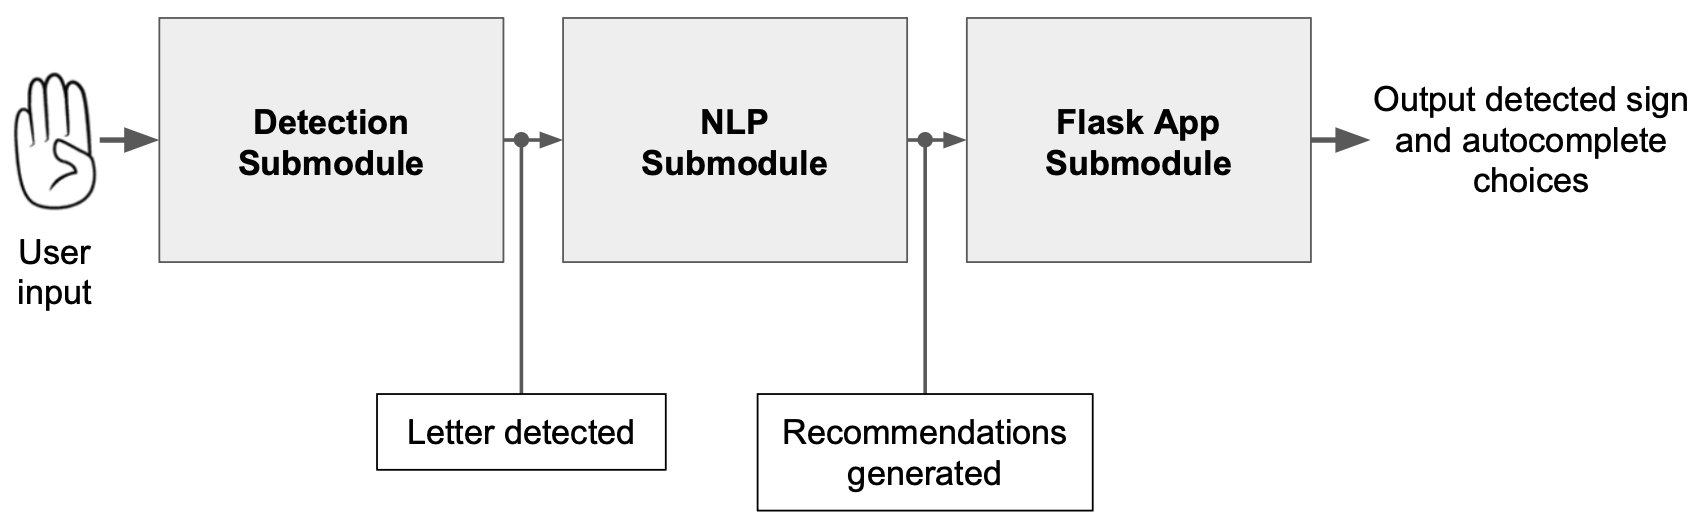 User
input
Detection
Submodule
Letter detected
NLP
Submodule
Recommendations
generated
Flask App
Submodule
Output detected sign
and autocomplete
choices